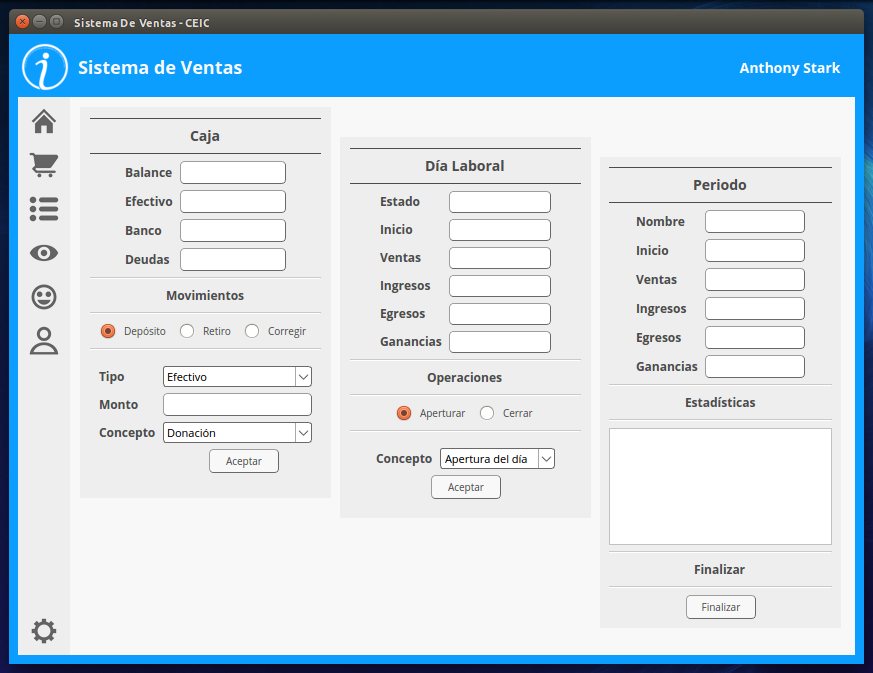 Sistema De Ventas - CEIC
Sistema de Ventas
Anthony Stark
Caja
Balance
Efectivo
Banco
Deudas
Movimientos
Depósito Retiro Corregir
Tipo Efectivo
Monto
Concepto Donación
Aceptar
Día Laboral
Estado
Inicio
Ventas
Ingresos
Egresos
Ganancias
Operaciones
Aperturar Cerrar
Concepto Apertura del día
Aceptar
Periodo
Nombre
Inicio
Ventas
Ingresos
Egresos
Ganancias
Estadísticas
Finalizar
Finalizar